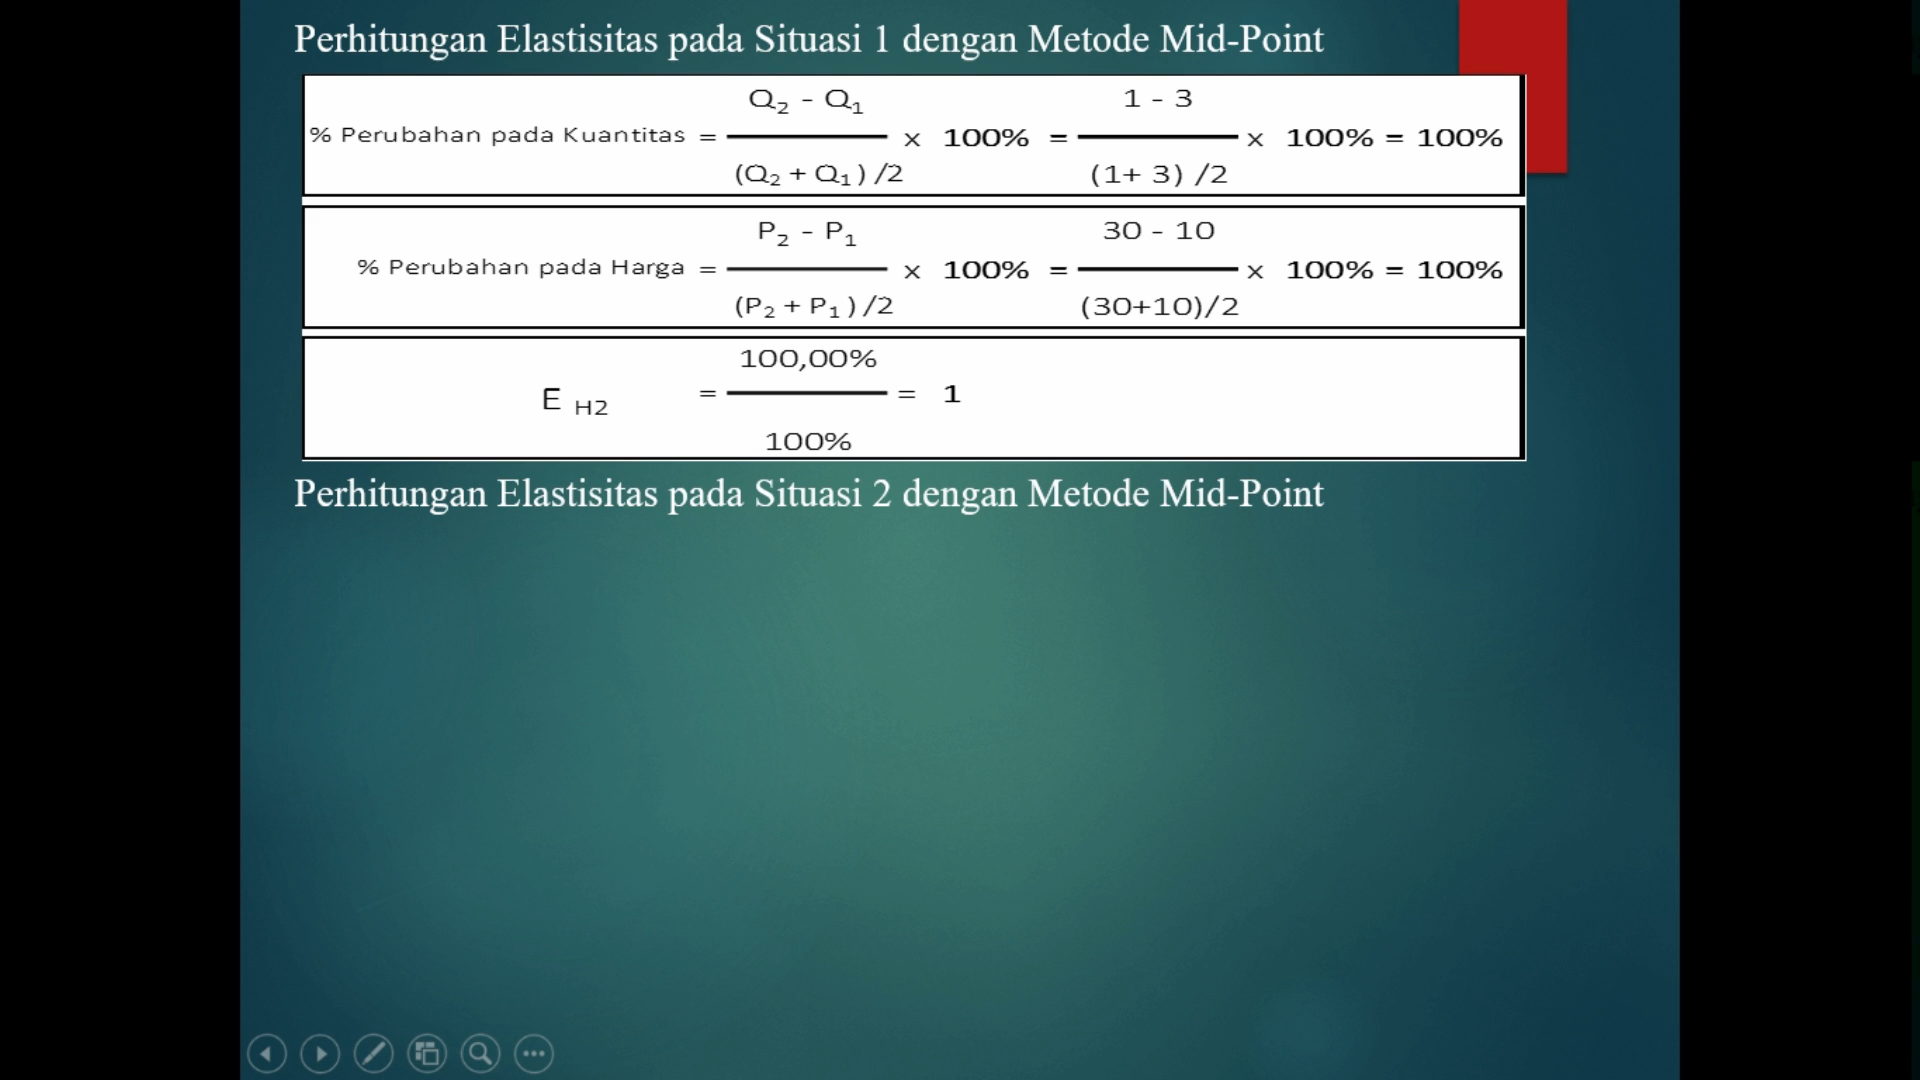 Perhitungan Elastisitas pada Situasi 1 dengan Metode Mid-Point
Q2 - Q1 1 - 3
% Perubahan pada Kuantitas = x 100% = x 100% = 100%
(Q2 + Q1 ) /2 (1+ 3) /2
P2 - P1 30 - 10
% Perubahan pada Harga = x 100% = x 100% = 100%
(P2 + P1 ) /2 (30+10)/2
100,00%
E H2 = = 1
100%
Perhitungan Elastisitas pada Situasi 2 dengan Metode Mid-Point